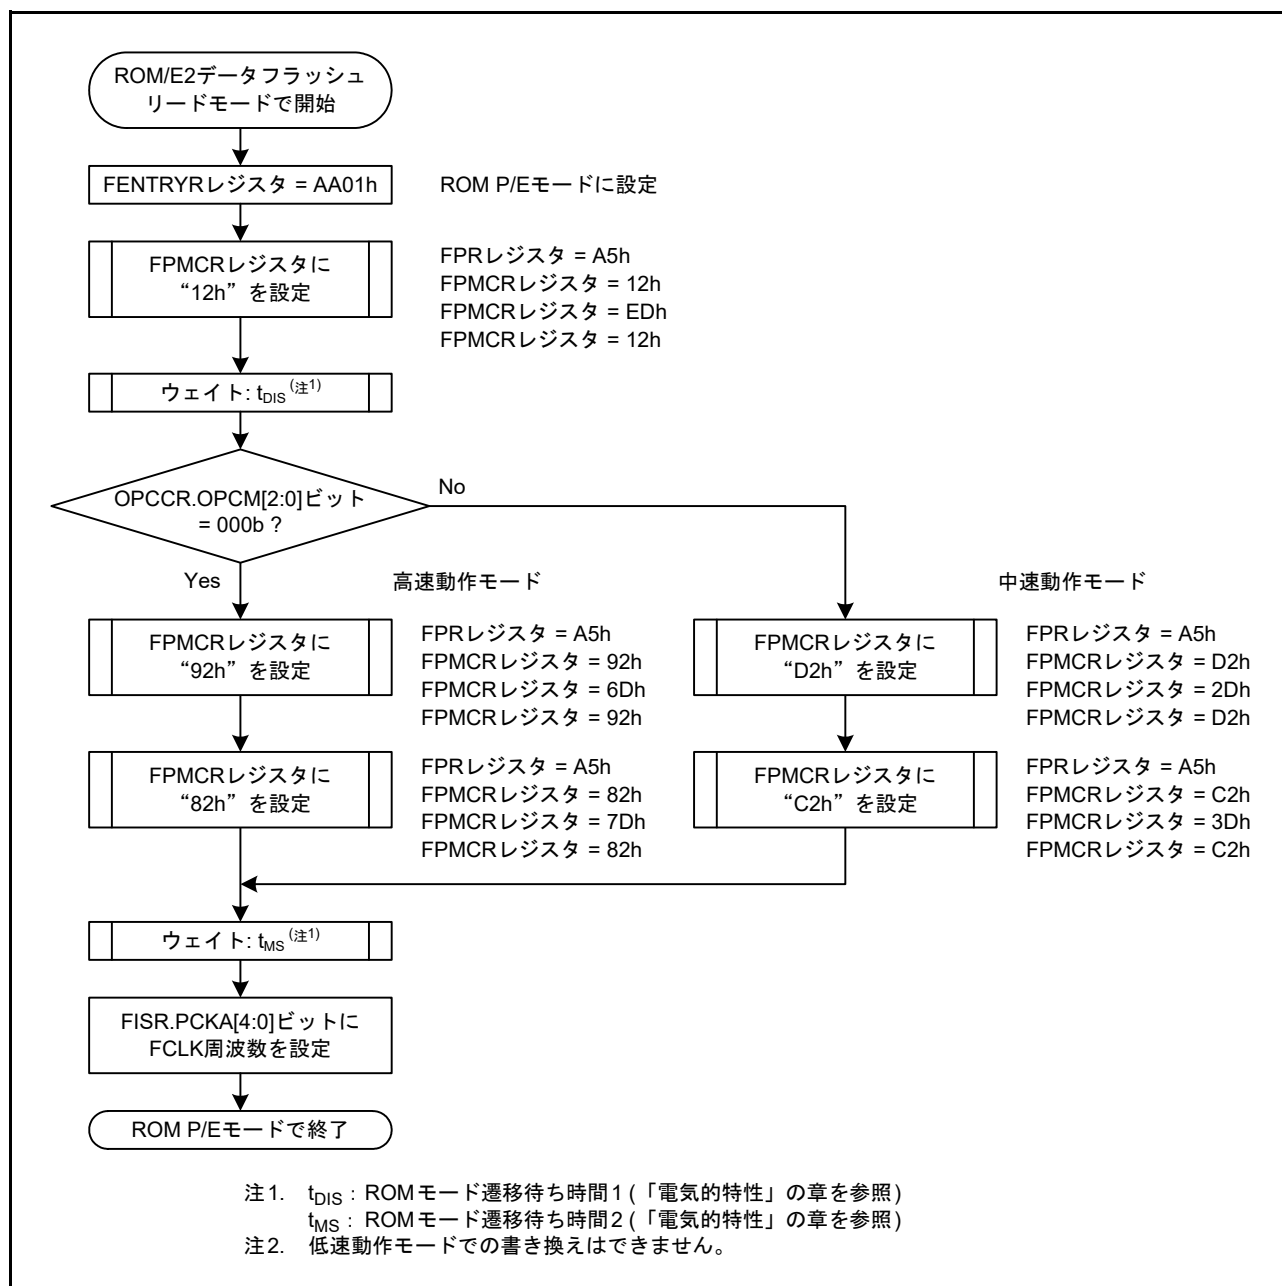 ROM/E2データフラッシュ
リードモードで開始
FENTRYRレジスタ = AA01h
ROM P/Eモードに設定
FPMCRレジスタに
“12h” を設定
FPRレジスタ = A5h
FPMCRレジスタ = 12h
FPMCRレジスタ = EDh
FPMCRレジスタ = 12h
ウェイト: tDIS (注1)
OPCCR.OPCM[2:0]ビット
= 000b ?
No
Yes
高速動作モード
中速動作モード
FPMCRレジスタに
“92h” を設定
FPRレジスタ = A5h
FPMCRレジスタ = 92h
FPMCRレジスタ = 6Dh
FPMCRレジスタ = 92h
FPMCRレジスタに
“D2h” を設定
FPRレジスタ = A5h
FPMCRレジスタ = D2h
FPMCRレジスタ = 2Dh
FPMCRレジスタ = D2h
FPMCRレジスタに
“82h” を設定
FPRレジスタ = A5h
FPMCRレジスタ = 82h
FPMCRレジスタ = 7Dh
FPMCRレジスタ = 82h
FPMCRレジスタに
“C2h” を設定
FPRレジスタ = A5h
FPMCRレジスタ = C2h
FPMCRレジスタ = 3Dh
FPMCRレジスタ = C2h
ウェイト: tMS (注1)
FISR.PCKA[4:0]ビットに
FCLK周波数を設定
ROM P/Eモードで終了
注1. tDIS : ROMモード遷移待ち時間1 (「電気的特性」の章を参照)
tMS : ROMモード遷移待ち時間2 (「電気的特性」の章を参照)
注2. 低速動作モードでの書き換えはできません。